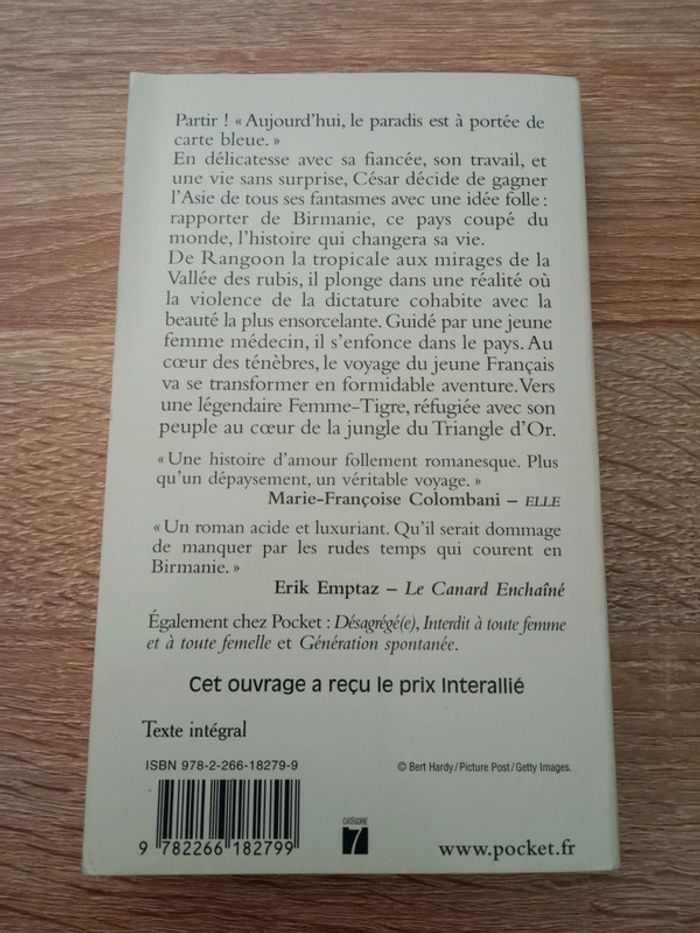 Partir ! « Aujourd'hui, le paradis est à portée de
carte bleue. »
En délicatesse avec sa fiancée, son travail, et
une vie sans surprise, César décide de gagner
l'Asie de tous ses fantasmes avec une idée folle :
rapporter de Birmanie, ce pays coupé du
monde, l'histoire qui changera sa vie.
De Rangoon la tropicale aux mirages de la
Vallée des rubis, il plonge dans une réalité où
la violence de la dictature cohabite avec la
beauté la plus ensorcelante. Guidé par une jeune
femme médecin, il s'enfonce dans le pays. Au
cœur des ténèbres, le voyage du jeune Français
va se transformer en formidable aventure. Vers
une légendaire Femme-Tigre, réfugiée avec son
peuple au cœur de la jungle du Triangle d'Or.
« Une histoire d'amour follement romanesque. Plus
qu'un dépaysement, un véritable voyage. »
Marie-Françoise Colombani – ELLE
« Un roman acide et luxuriant. Qu'il serait dommage
de manquer par les rudes temps qui courent en
Birmanie. »
Erik Emptaz – Le Canard Enchaîné
Également chez Pocket : Désagrégé(e), Interdit à toute femme
et à toute femelle et Génération spontanée.
Cet ouvrage a reçu le prix Interallié
Texte intégral
ISBN 978-2-266-18279-9
© Bert Hardy / Picture Post / Getty Images.
CATÉGORIE
7
9 782266 182799
www.pocket.fr